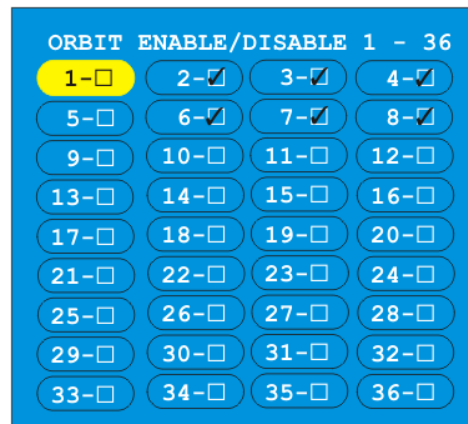 ORBIT ENABLE/DISABLE 1 - 36
1-☐ 2-☑ 3-☑ 4-☑
5-☐ 6-☑ 7-☑ 8-☑
9-☐ 10-☐ 11-☐ 12-☐
13-☐ 14-☐ 15-☐ 16-☐
17-☐ 18-☐ 19-☐ 20-☐
21-☐ 22-☐ 23-☐ 24-☐
25-☐ 26-☐ 27-☐ 28-☐
29-☐ 30-☐ 31-☐ 32-☐
33-☐ 34-☐ 35-☐ 36-☐